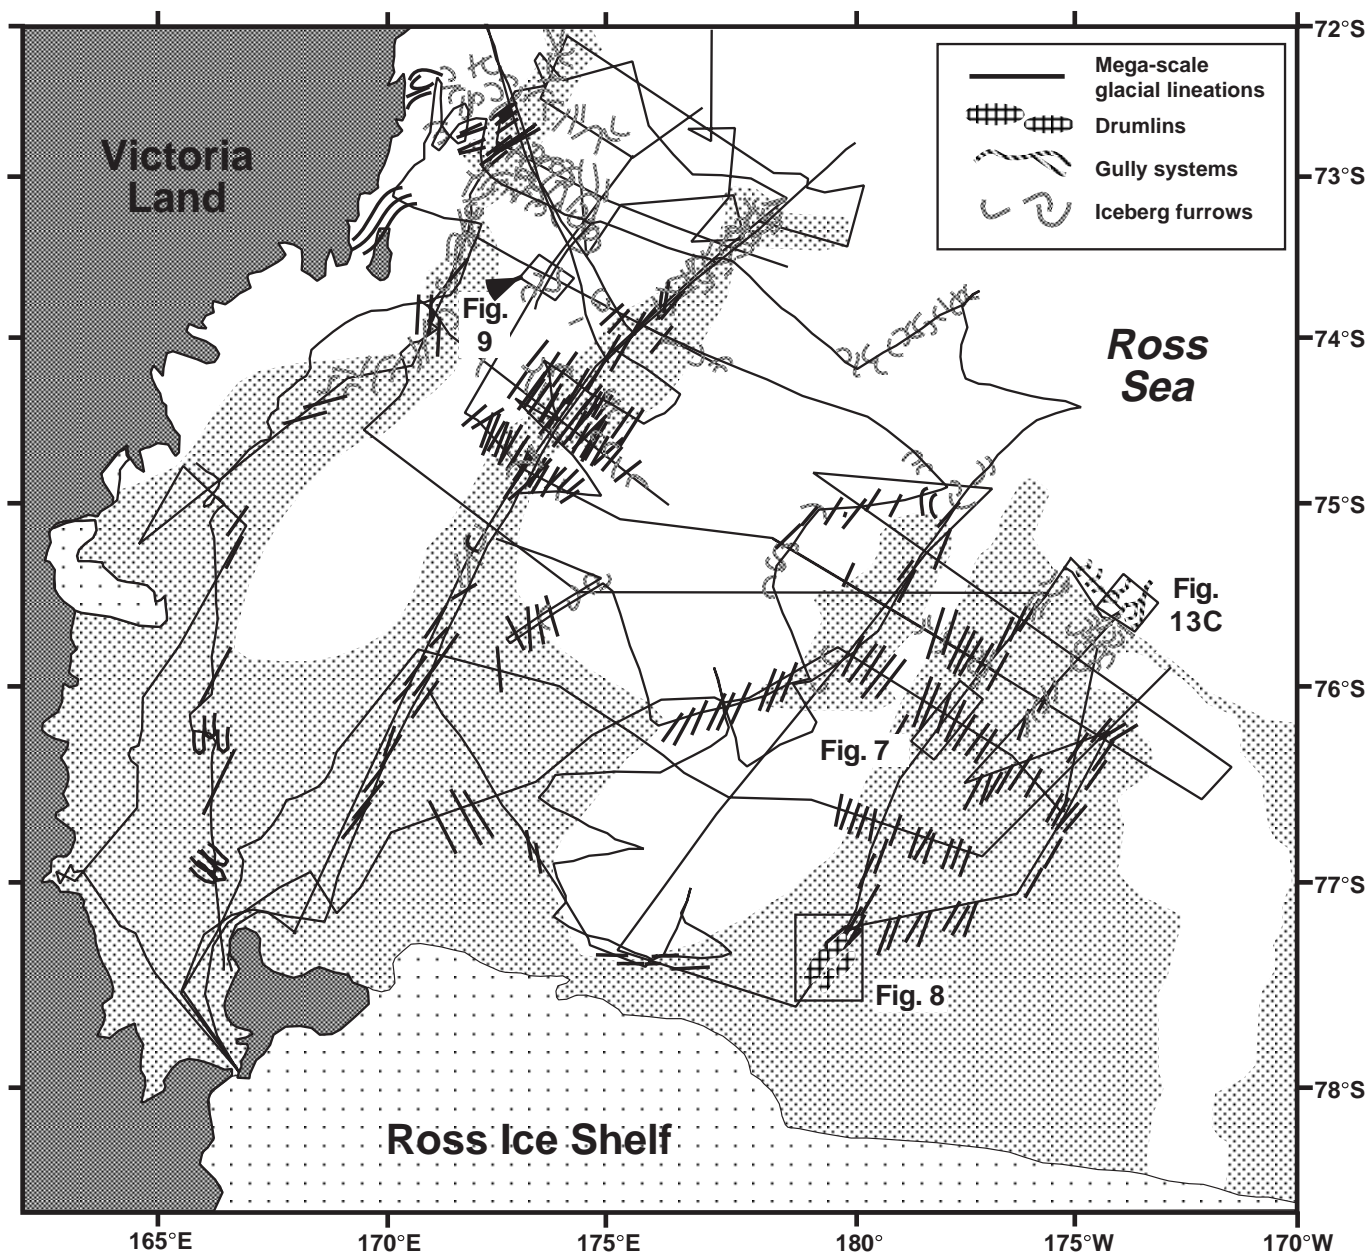 72°S
Mega-scale
glacial lineations
Drumlins
Gully systems
Iceberg furrows
Victoria
Land
73°S
Fig.
9
74°S
Ross
Sea
75°S
Fig.
13C
76°S
Fig. 7
77°S
Fig. 8
78°S
Ross Ice Shelf
165°E
170°E
175°E
180°
175°W
170°W